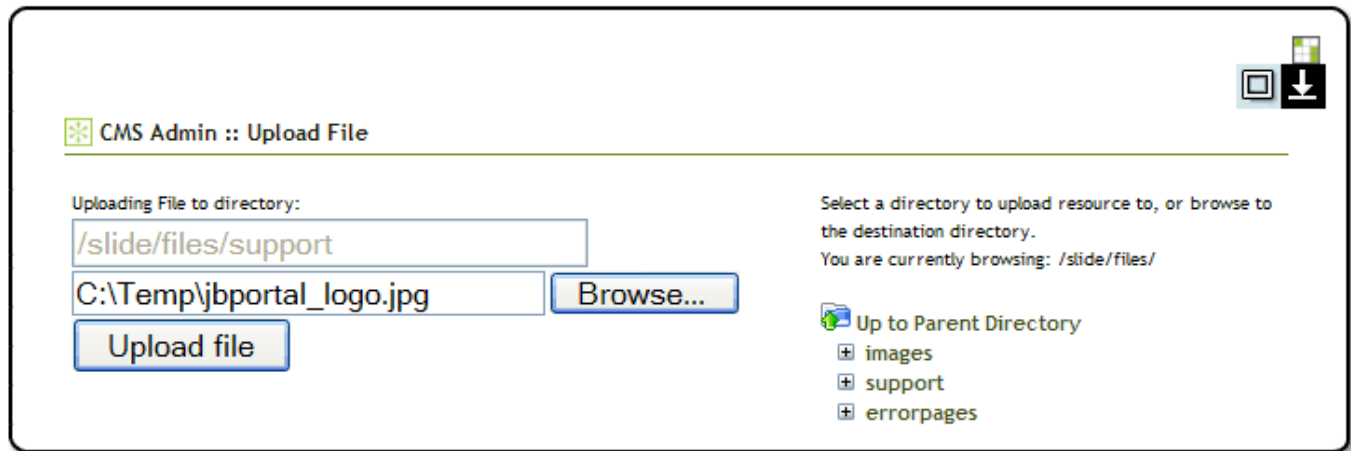 CMS Admin :: Upload File
Uploading File to directory:
/slide/files/support
C:\Temp\jbportal_logo.jpg
Browse...
Upload file
Select a directory to upload resource to, or browse to
the destination directory.
You are currently browsing: /slide/files/
Up to Parent Directory
images
support
errorpages